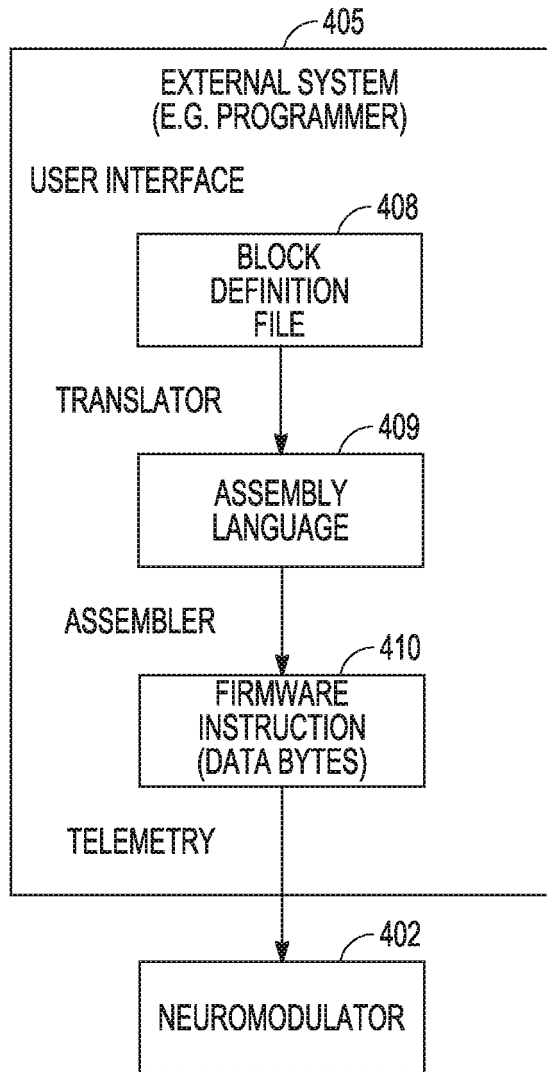 405
EXTERNAL SYSTEM
(E.G. PROGRAMMER)
USER INTERFACE
408
BLOCK
DEFINITION
FILE
TRANSLATOR
409
ASSEMBLY
LANGUAGE
ASSEMBLER
410
FIRMWARE
INSTRUCTION
(DATA BYTES)
TELEMETRY
402
NEUROMODULATOR